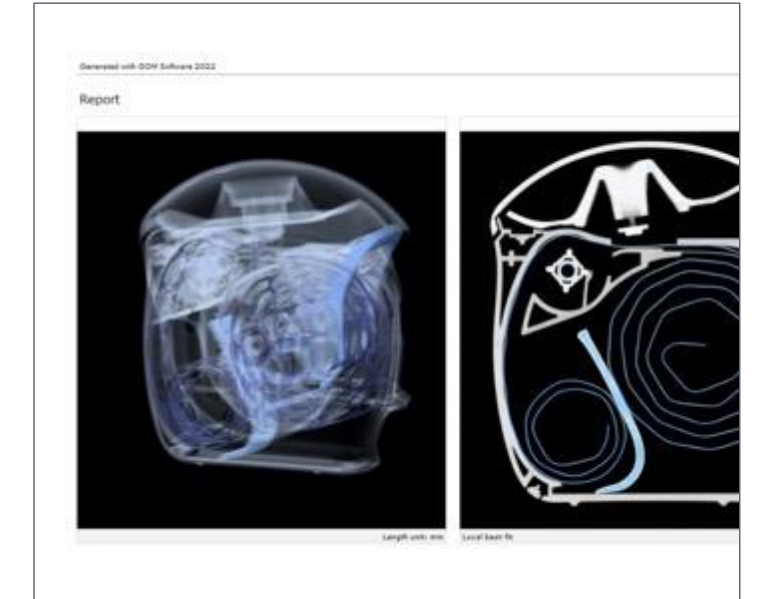 Generated with GOM Software 2022
Report
Length unit: mm
Local best fit